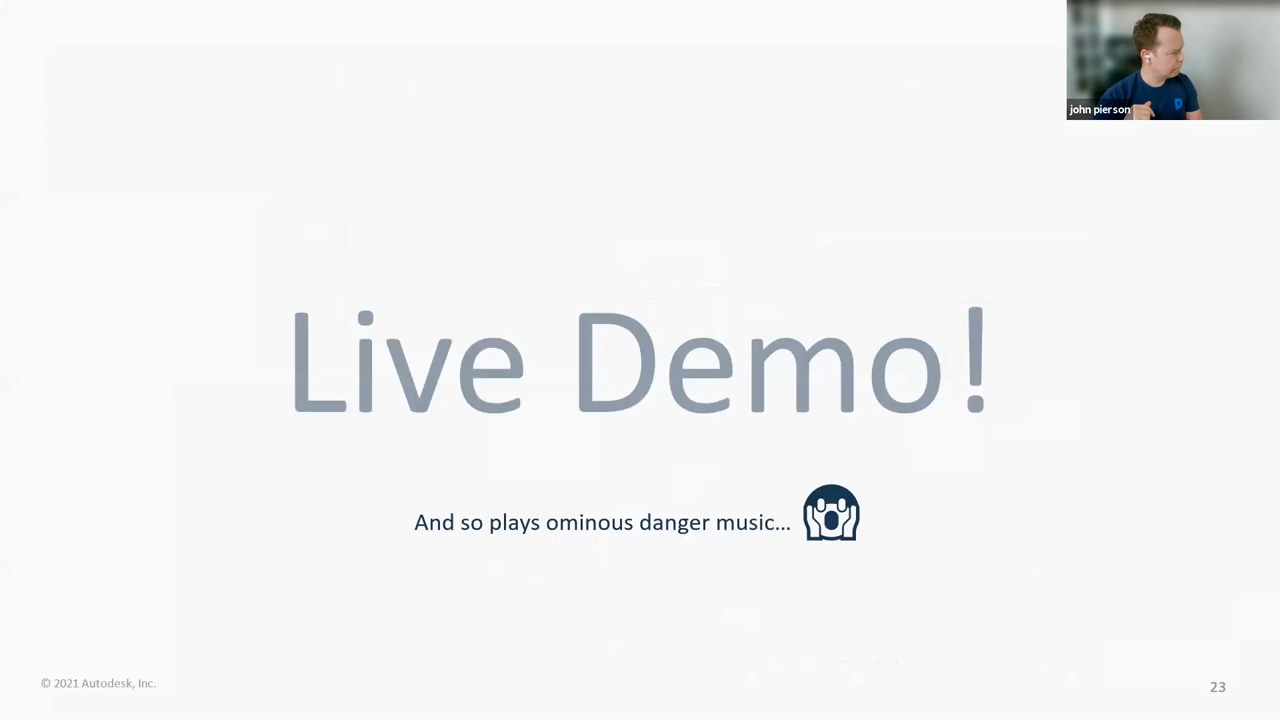 john pierson
Live Demo!
And so plays ominous danger music...
© 2021 Autodesk, Inc.
23